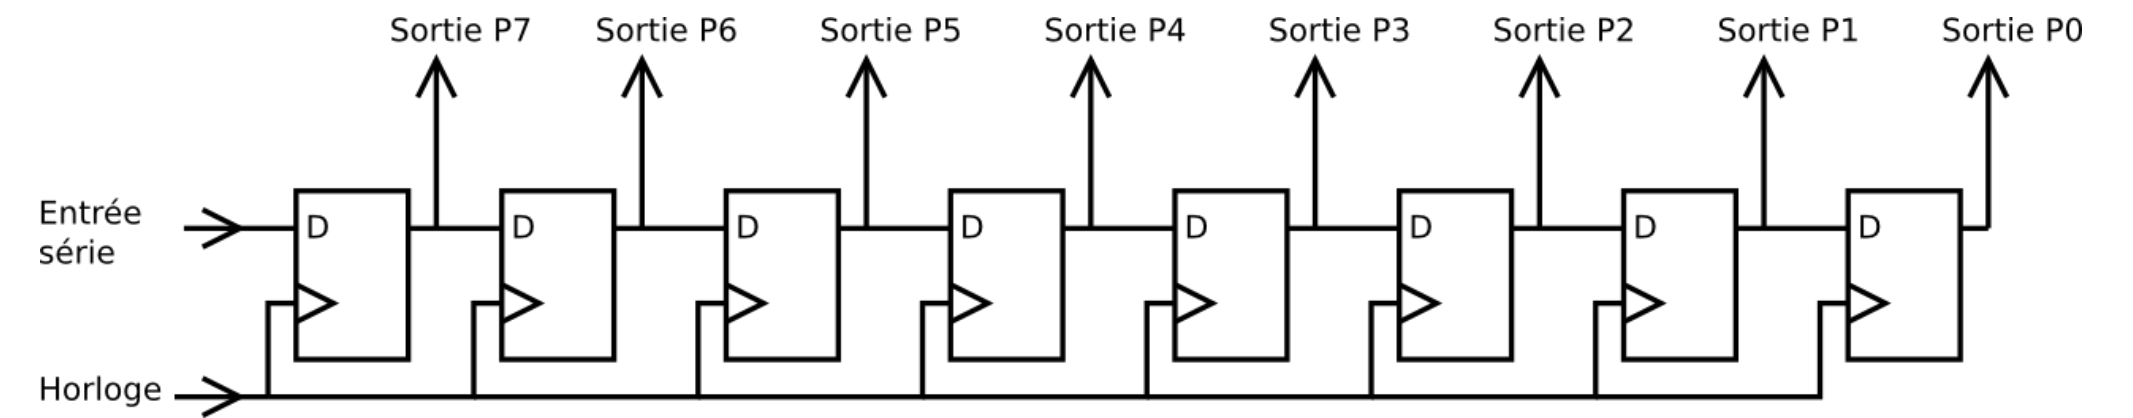 Sortie P7
Sortie P6
Sortie P5
Sortie P4
Sortie P3
Sortie P2
Sortie P1
Sortie P0
Entrée
série
D
D
D
D
D
D
D
D
Horloge